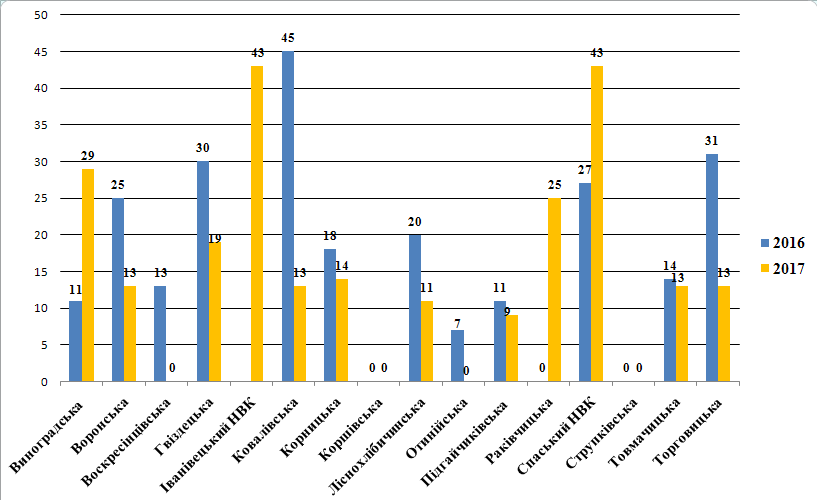 50
45
40
35
30
25
20
15
10
5
0
11 29
25 13
13 0
30 19
43
45 13
18 14
0 0
20 11
7 0
11 9
0 25
27 43
0 0
14 13
31 13
Виноградська
Воронська
Воскресінцівська
Гвіздецька
Іванівецький НВК
Ковалівська
Корницька
Коршівська
Ліснохлібичинська
Отинійська
Підгайчиківська
Раківчицька
Спаський НВК
Струпківська
Товмачицька
Торговицька
2016
2017